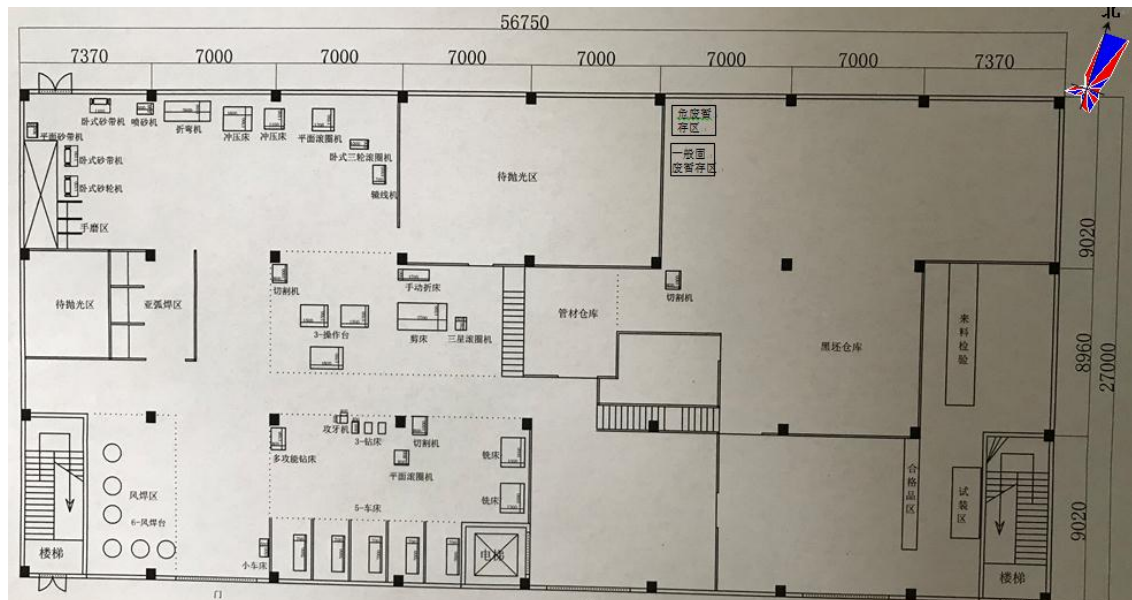 北
56750
7370
7000
7000
7000
7000
7000
7000
7370
卧式砂带机
喷砂机
折弯机
冲压床
冲压床
平面滚圈机
平面砂带机
卧式三轮滚圈机
卧式砂带机
辘线机
卧式砂轮机
手磨区
待抛光区
危废暂
存区
一般固
废暂存区
9020
待抛光区
亚弧焊区
切割机
手动折床
3-操作台
剪床
三星滚圈机
管材仓库
切割机
黑坯仓库
来料检验
8960
27000
攻牙机
3-钻床
切割机
多功能钻床
平面滚圈机
铣床
铣床
风焊区
6-风焊台
5-车床
小车床
电梯
楼梯
合格品区
试装区
楼梯
9020
门